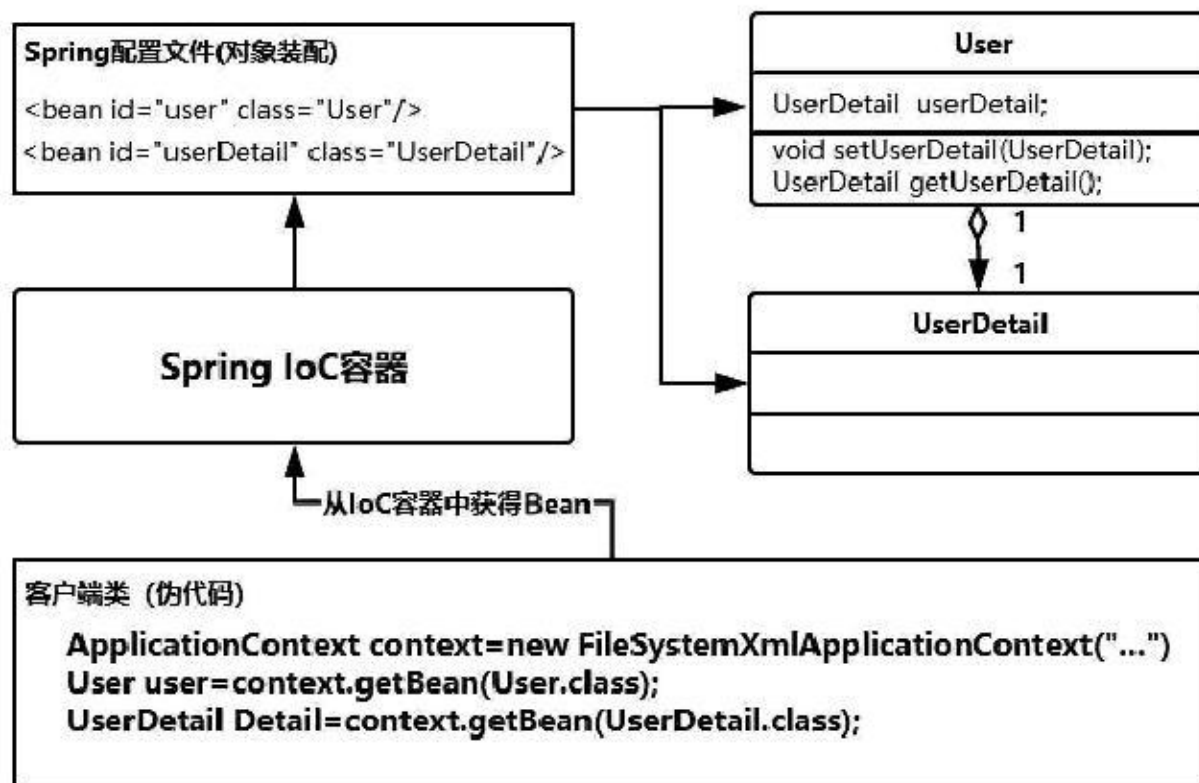 Spring配置文件(对象装配)
<bean id="user" class="User"/>
<bean id="userDetail" class="UserDetail"/>
User
UserDetail userDetail;
void setUserDetail(UserDetail);
UserDetail getUserDetail();
1
1
UserDetail
Spring IoC容器
从IoC容器中获得Bean
客户端类 (伪代码)
ApplicationContext context=new FileSystemXmlApplicationContext("...")
User user=context.getBean(User.class);
UserDetail Detail=context.getBean(UserDetail.class);